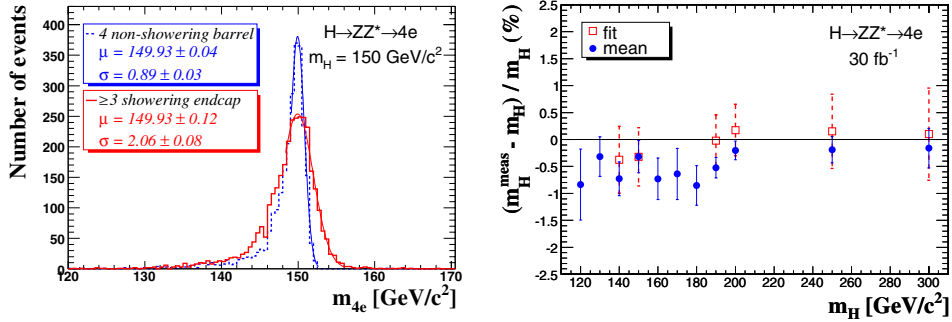 Number of events
450
400
350
300
250
200
150
100
50
0
4 non-showering barrel
μ = 149.93 ± 0.04
σ = 0.89 ± 0.03
≥3 showering endcap
μ = 149.93 ± 0.12
σ = 2.06 ± 0.08
H→ZZ*→4e
m_H = 150 GeV/c²
120 130 140 150 160 170
m_4e [GeV/c²]
(m_H^meas - m_H) / m_H (%)
2.5
2
1.5
1
0.5
0
-0.5
-1
-1.5
-2
-2.5
fit
mean
H→ZZ*→4e
30 fb⁻¹
120 140 160 180 200 220 240 260 280 300
m_H [GeV/c²]